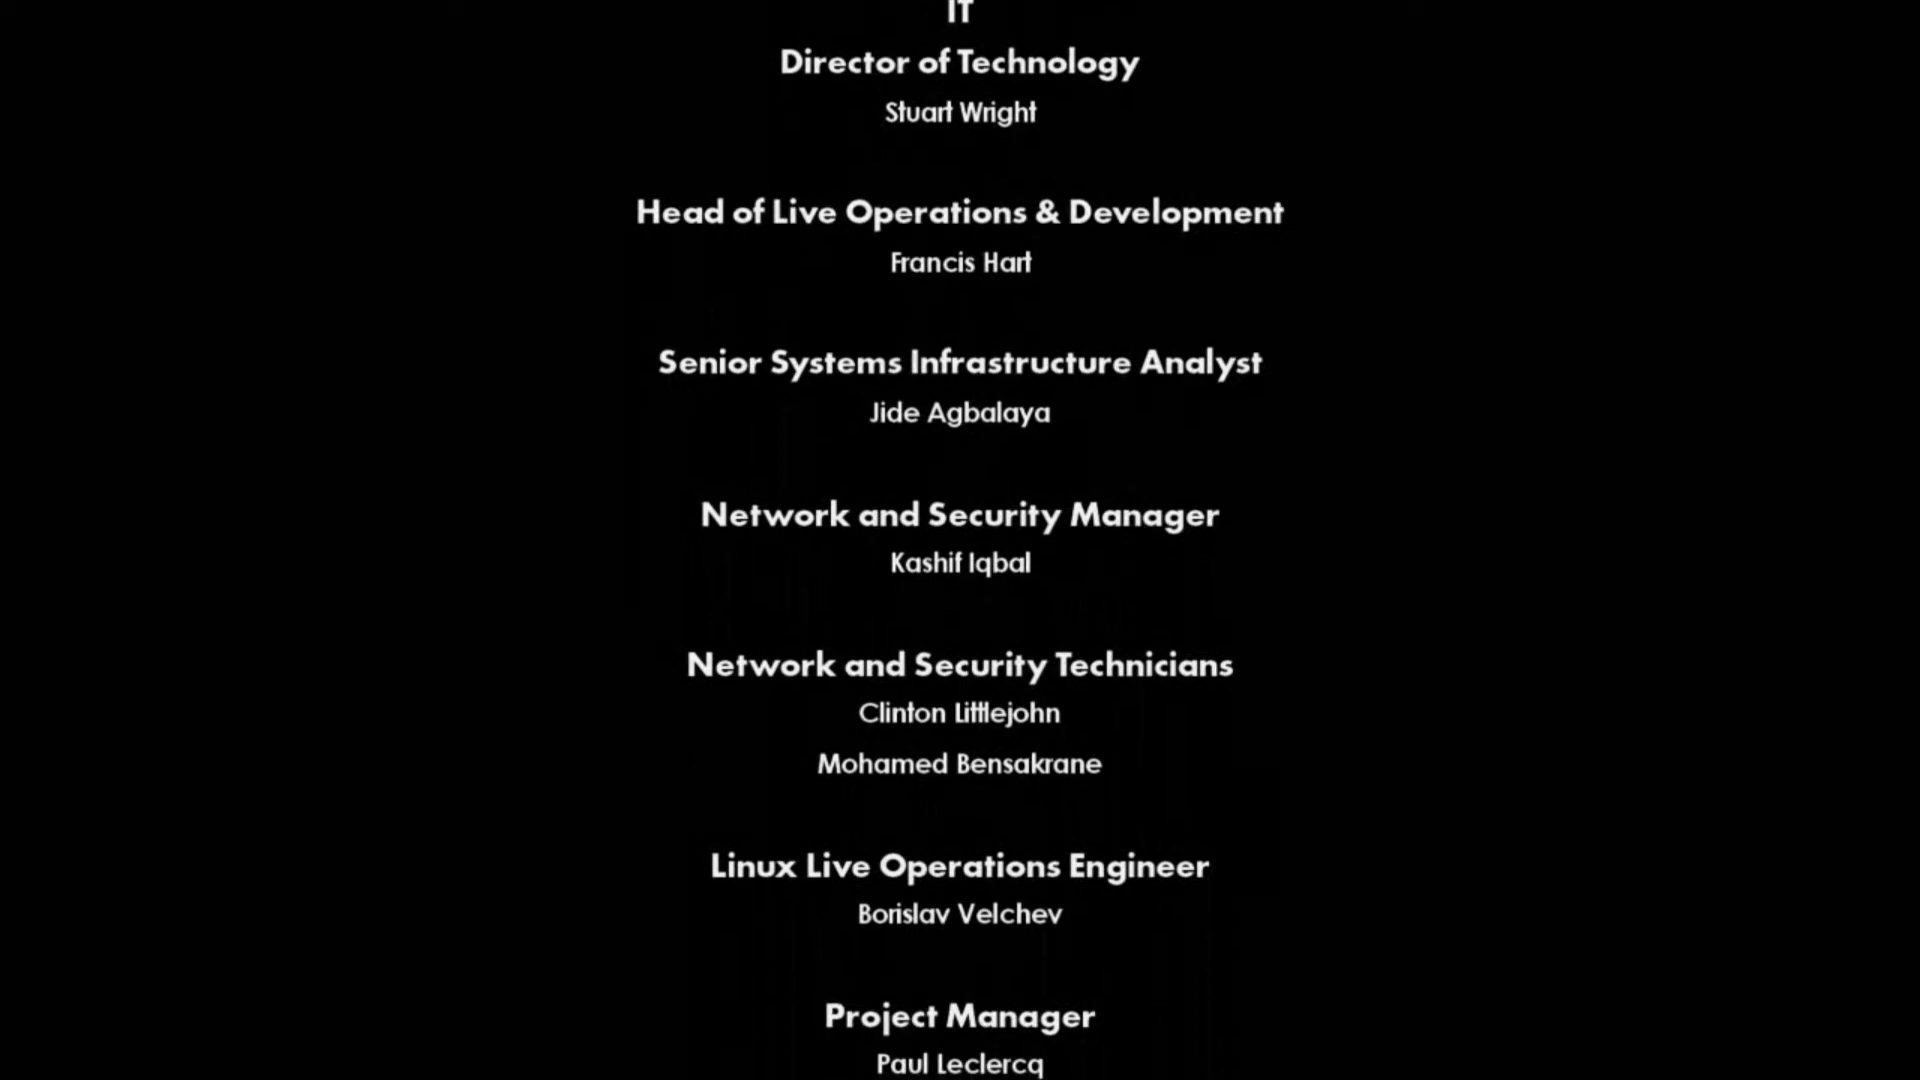 IT
Director of Technology
Stuart Wright
Head of Live Operations & Development
Francis Hart
Senior Systems Infrastructure Analyst
Jide Agbalaya
Network and Security Manager
Kashif Iqbal
Network and Security Technicians
Clinton Littlejohn
Mohamed Bensakrane
Linux Live Operations Engineer
Borislav Velchev
Project Manager
Paul Leclercq